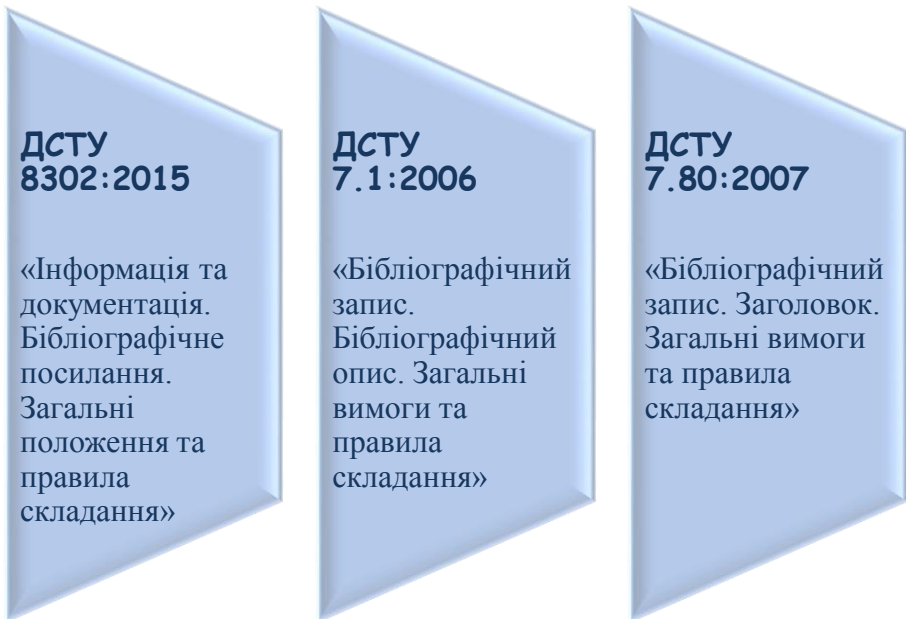 ДСТУ
8302:2015
«Інформація та
документація.
Бібліографічне
посилання.
Загальні
положення та
правила
складання»
ДСТУ
7.1:2006
«Бібліографічний
запис.
Бібліографічний
опис. Загальні
вимоги та
правила
складання»
ДСТУ
7.80:2007
«Бібліографічний
запис. Заголовок.
Загальні вимоги
та правила
складання»